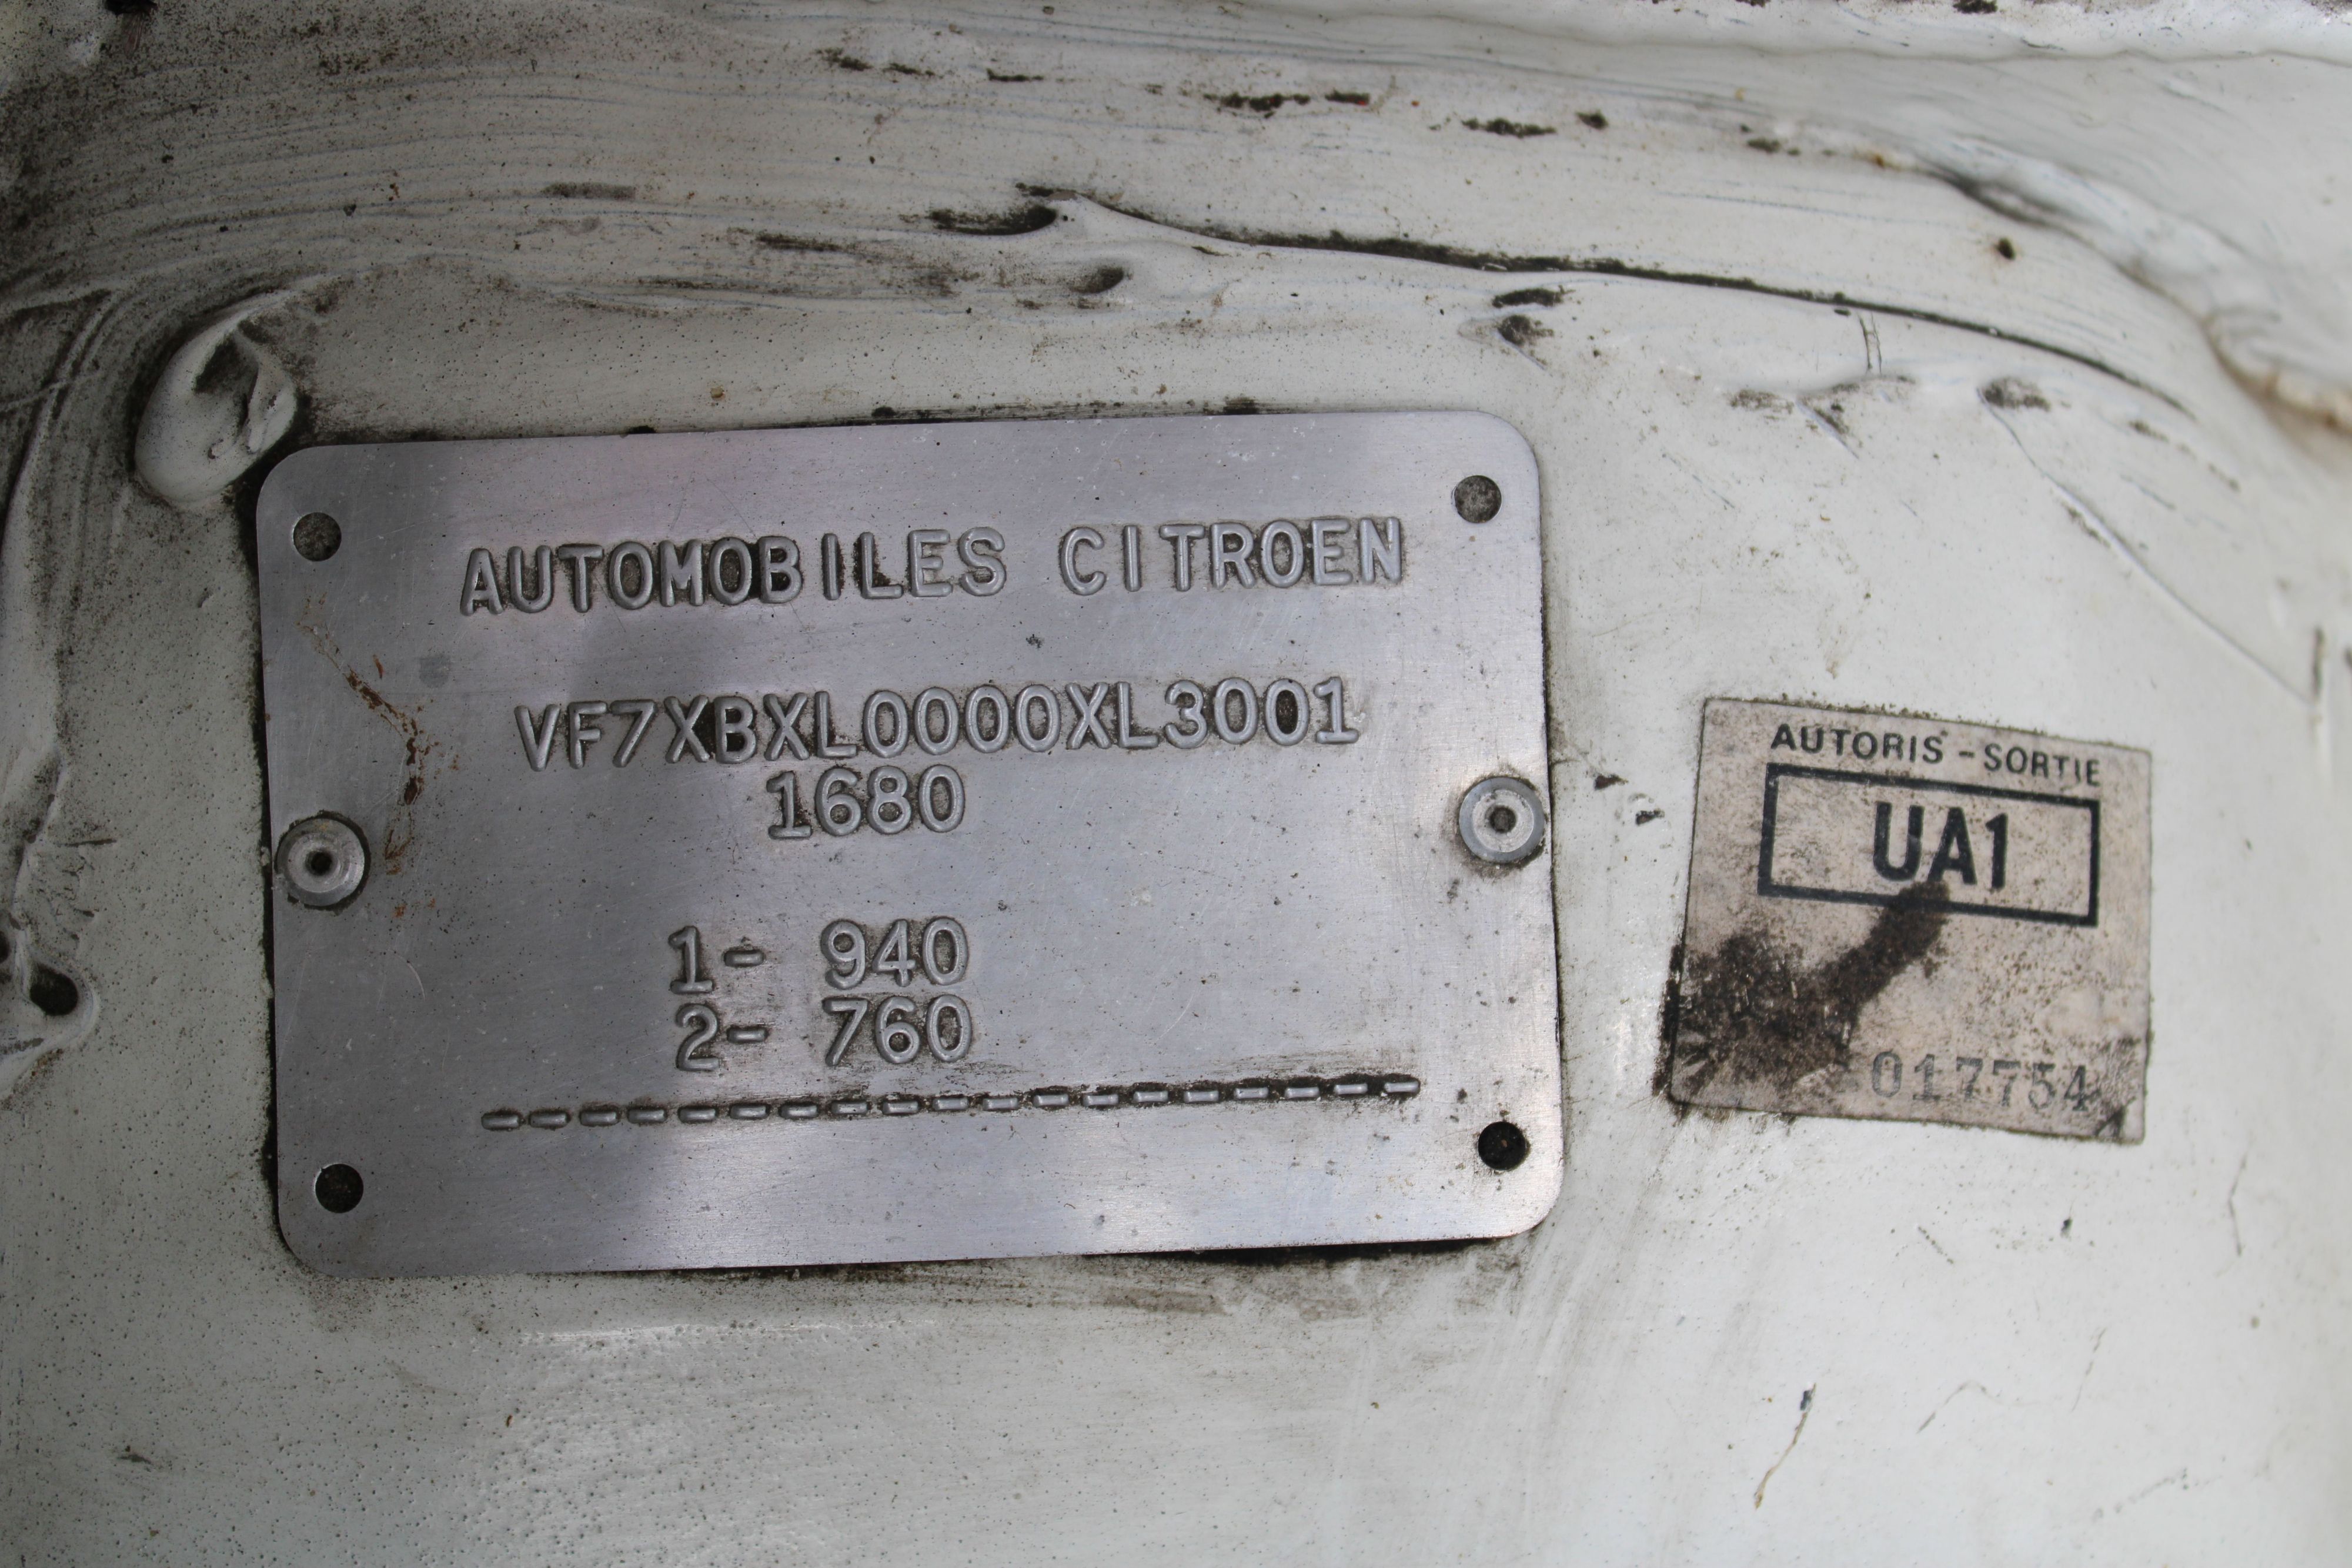 AUTOMOBILES CITROEN
VF7XBXL0000XL3001
1680
1- 940
2- 760
-------------------
AUTORIS - SORTIE
UA1
017754